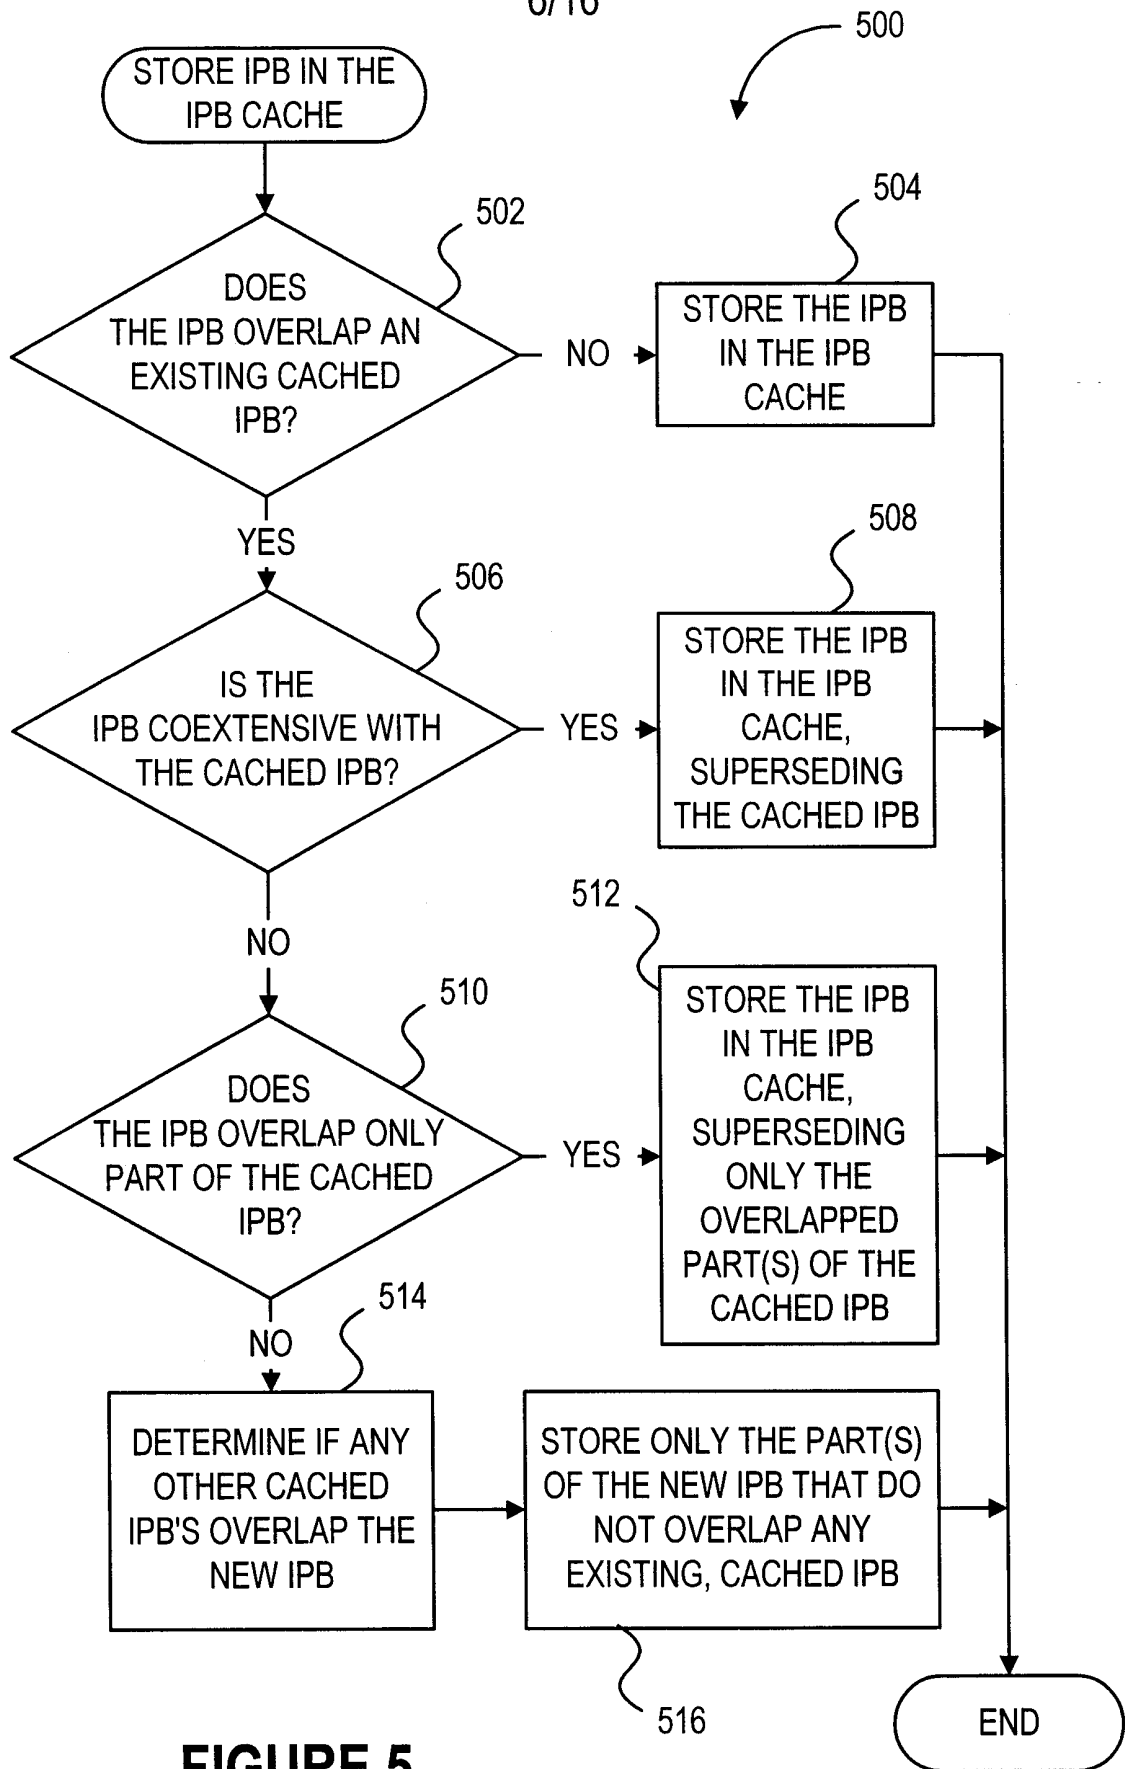 6/16
500
STORE IPB IN THE
IPB CACHE
502
DOES
THE IPB OVERLAP AN
EXISTING CACHED
IPB?
NO
504
STORE THE IPB
IN THE IPB
CACHE
YES
506
IS THE
IPB COEXTENSIVE WITH
THE CACHED IPB?
YES
508
STORE THE IPB
IN THE IPB
CACHE,
SUPERSEDING
THE CACHED IPB
NO
510
DOES
THE IPB OVERLAP ONLY
PART OF THE CACHED
IPB?
YES
512
STORE THE IPB
IN THE IPB
CACHE,
SUPERSEDING
ONLY THE
OVERLAPPED
PART(S) OF THE
CACHED IPB
NO
514
DETERMINE IF ANY
OTHER CACHED
IPB'S OVERLAP THE
NEW IPB
STORE ONLY THE PART(S)
OF THE NEW IPB THAT DO
NOT OVERLAP ANY
EXISTING, CACHED IPB
516
END
FIGURE 5